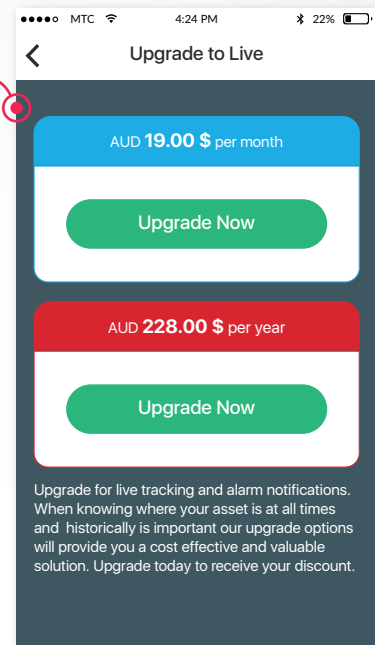 MTC 4:24 PM 22%
Upgrade to Live
AUD 19.00 $ per month
Upgrade Now
AUD 228.00 $ per year
Upgrade Now
Upgrade for live tracking and alarm notifications.
When knowing where your asset is at all times
and  historically is important our upgrade options
will provide you a cost effective and valuable
solution. Upgrade today to receive your discount.